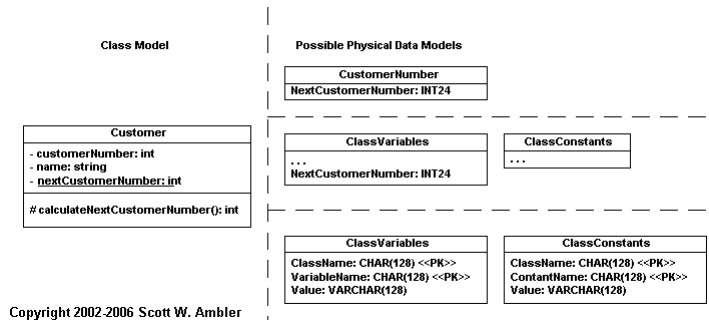 Class Model
Possible Physical Data Models
CustomerNumber
NextCustomerNumber: INT24
Customer
- customerNumber: int
- name: string
- nextCustomerNumber: int
# calculateNextCustomerNumber(): int
ClassVariables
. . .
NextCustomerNumber: INT24
ClassConstants
. . .
ClassVariables
ClassName: CHAR(128) <<PK>>
VariableName: CHAR(128) <<PK>>
Value: VARCHAR(128)
ClassConstants
ClassName: CHAR(128) <<PK>>
ContantName: CHAR(128) <<PK>>
Value: VARCHAR(128)
Copyright 2002-2006 Scott W. Ambler